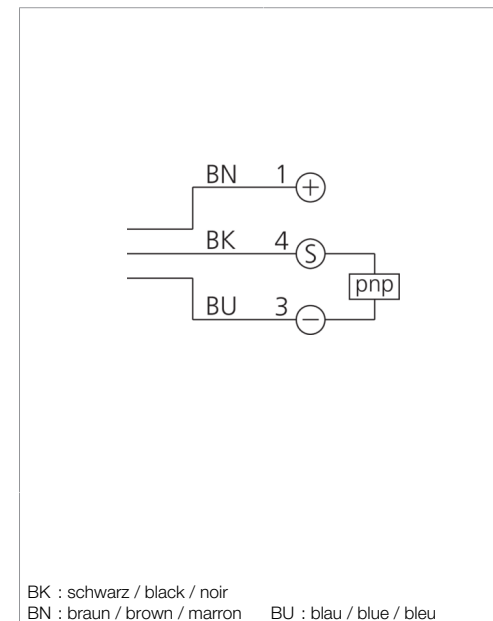 BN 1 +
BK 4 S
pnp
BU 3 −
BK : schwarz / black / noir
BN : braun / brown / marron BU : blau / blue / bleu